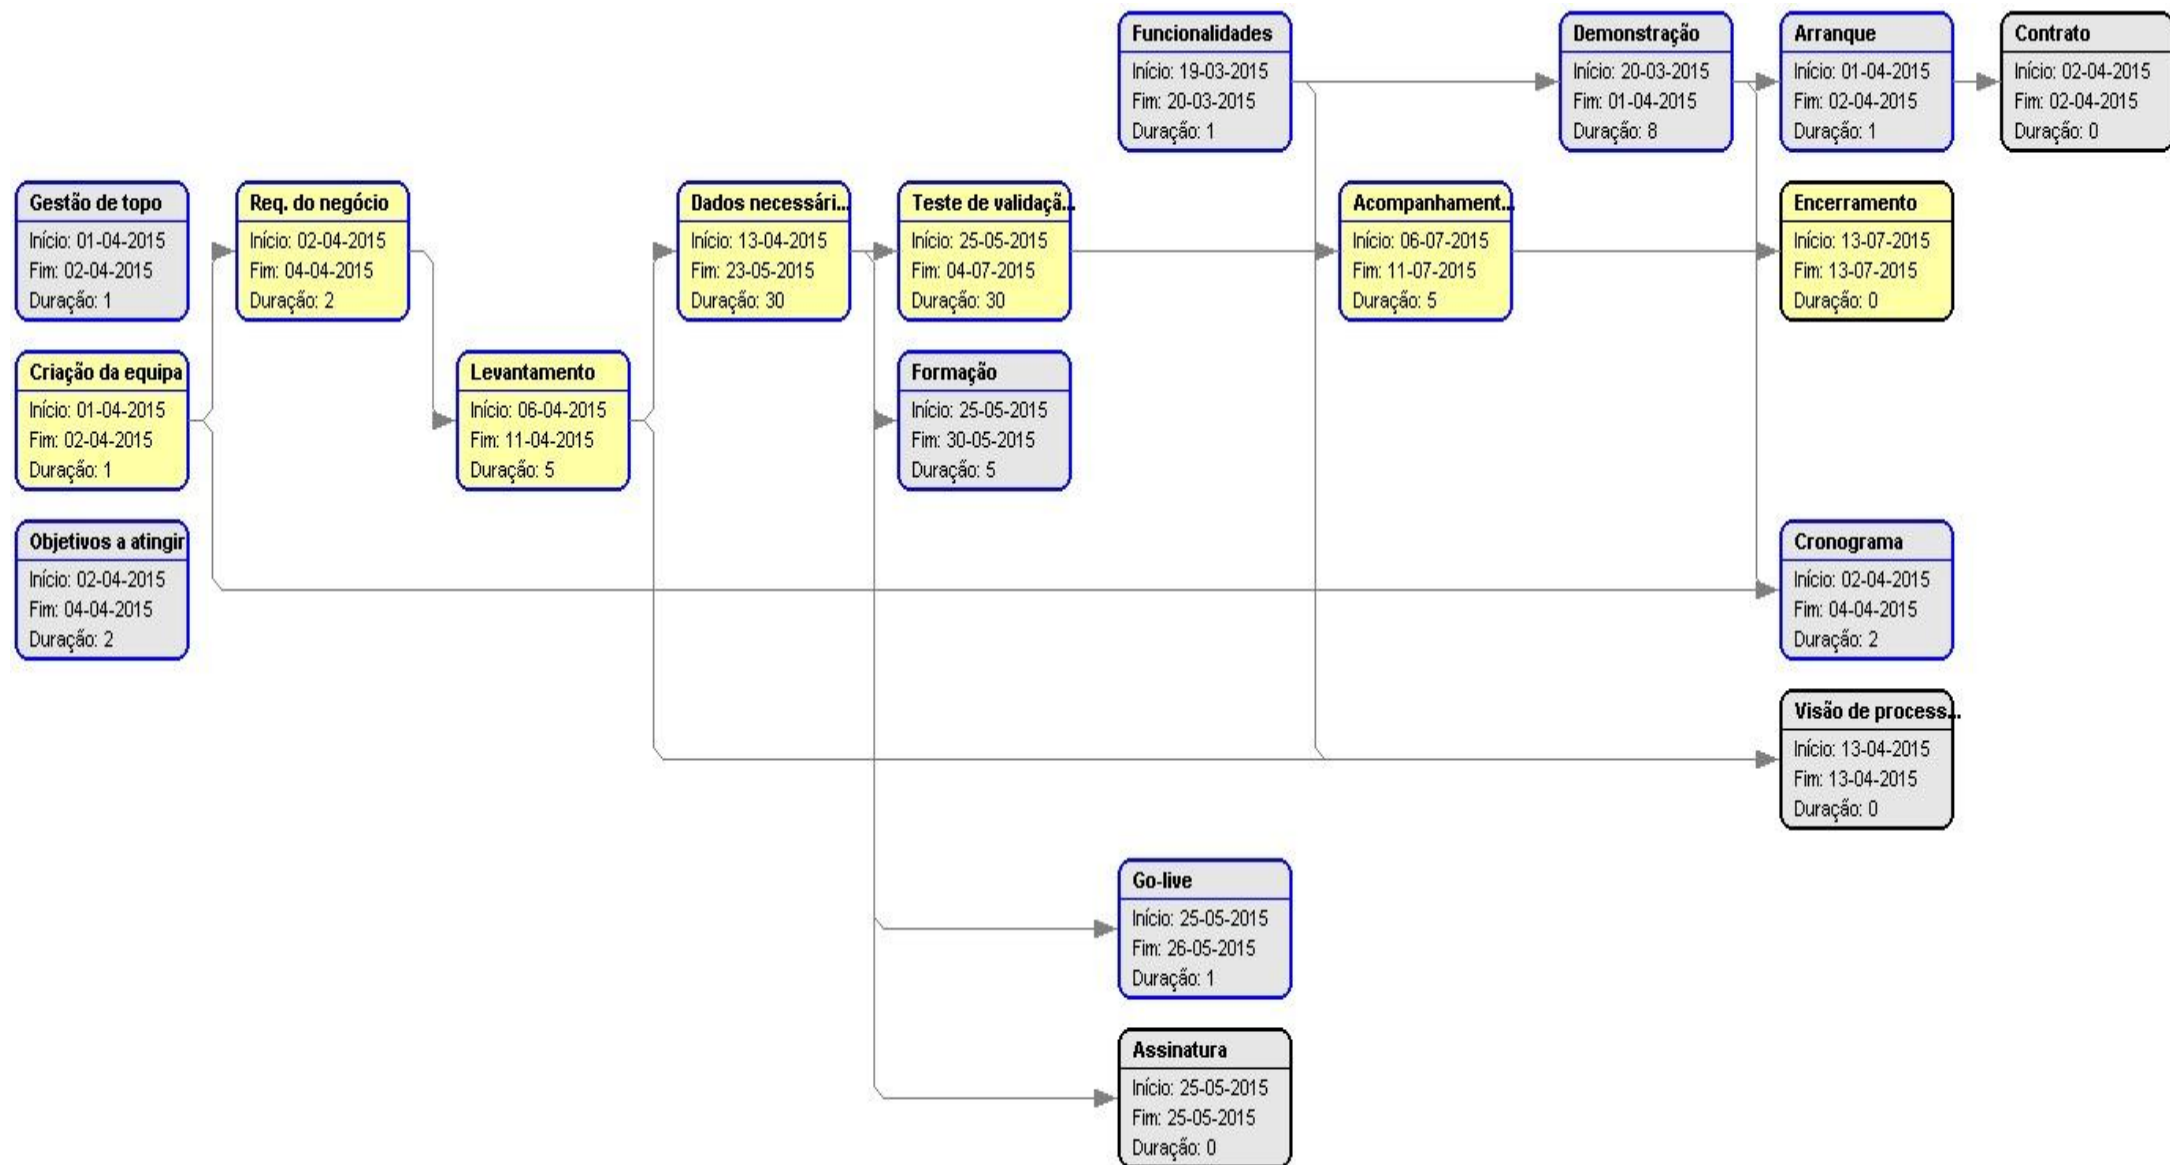 Funcionalidades
Início: 19-03-2015
Fim: 20-03-2015
Duração: 1
Demonstração
Início: 20-03-2015
Fim: 01-04-2015
Duração: 8
Arranque
Início: 01-04-2015
Fim: 02-04-2015
Duração: 1
Contrato
Início: 02-04-2015
Fim: 02-04-2015
Duração: 0
Gestão de topo
Início: 01-04-2015
Fim: 02-04-2015
Duração: 1
Req. do negócio
Início: 02-04-2015
Fim: 04-04-2015
Duração: 2
Dados necessári...
Início: 13-04-2015
Fim: 23-05-2015
Duração: 30
Teste de validaçã...
Início: 25-05-2015
Fim: 04-07-2015
Duração: 30
Acompanhament...
Início: 06-07-2015
Fim: 11-07-2015
Duração: 5
Encerramento
Início: 13-07-2015
Fim: 13-07-2015
Duração: 0
Criação da equipa
Início: 01-04-2015
Fim: 02-04-2015
Duração: 1
Levantamento
Início: 06-04-2015
Fim: 11-04-2015
Duração: 5
Formação
Início: 25-05-2015
Fim: 30-05-2015
Duração: 5
Objetivos a atingir
Início: 02-04-2015
Fim: 04-04-2015
Duração: 2
Cronograma
Início: 02-04-2015
Fim: 04-04-2015
Duração: 2
Visão de process...
Início: 13-04-2015
Fim: 13-04-2015
Duração: 0
Go-live
Início: 25-05-2015
Fim: 26-05-2015
Duração: 1
Assinatura
Início: 25-05-2015
Fim: 25-05-2015
Duração: 0